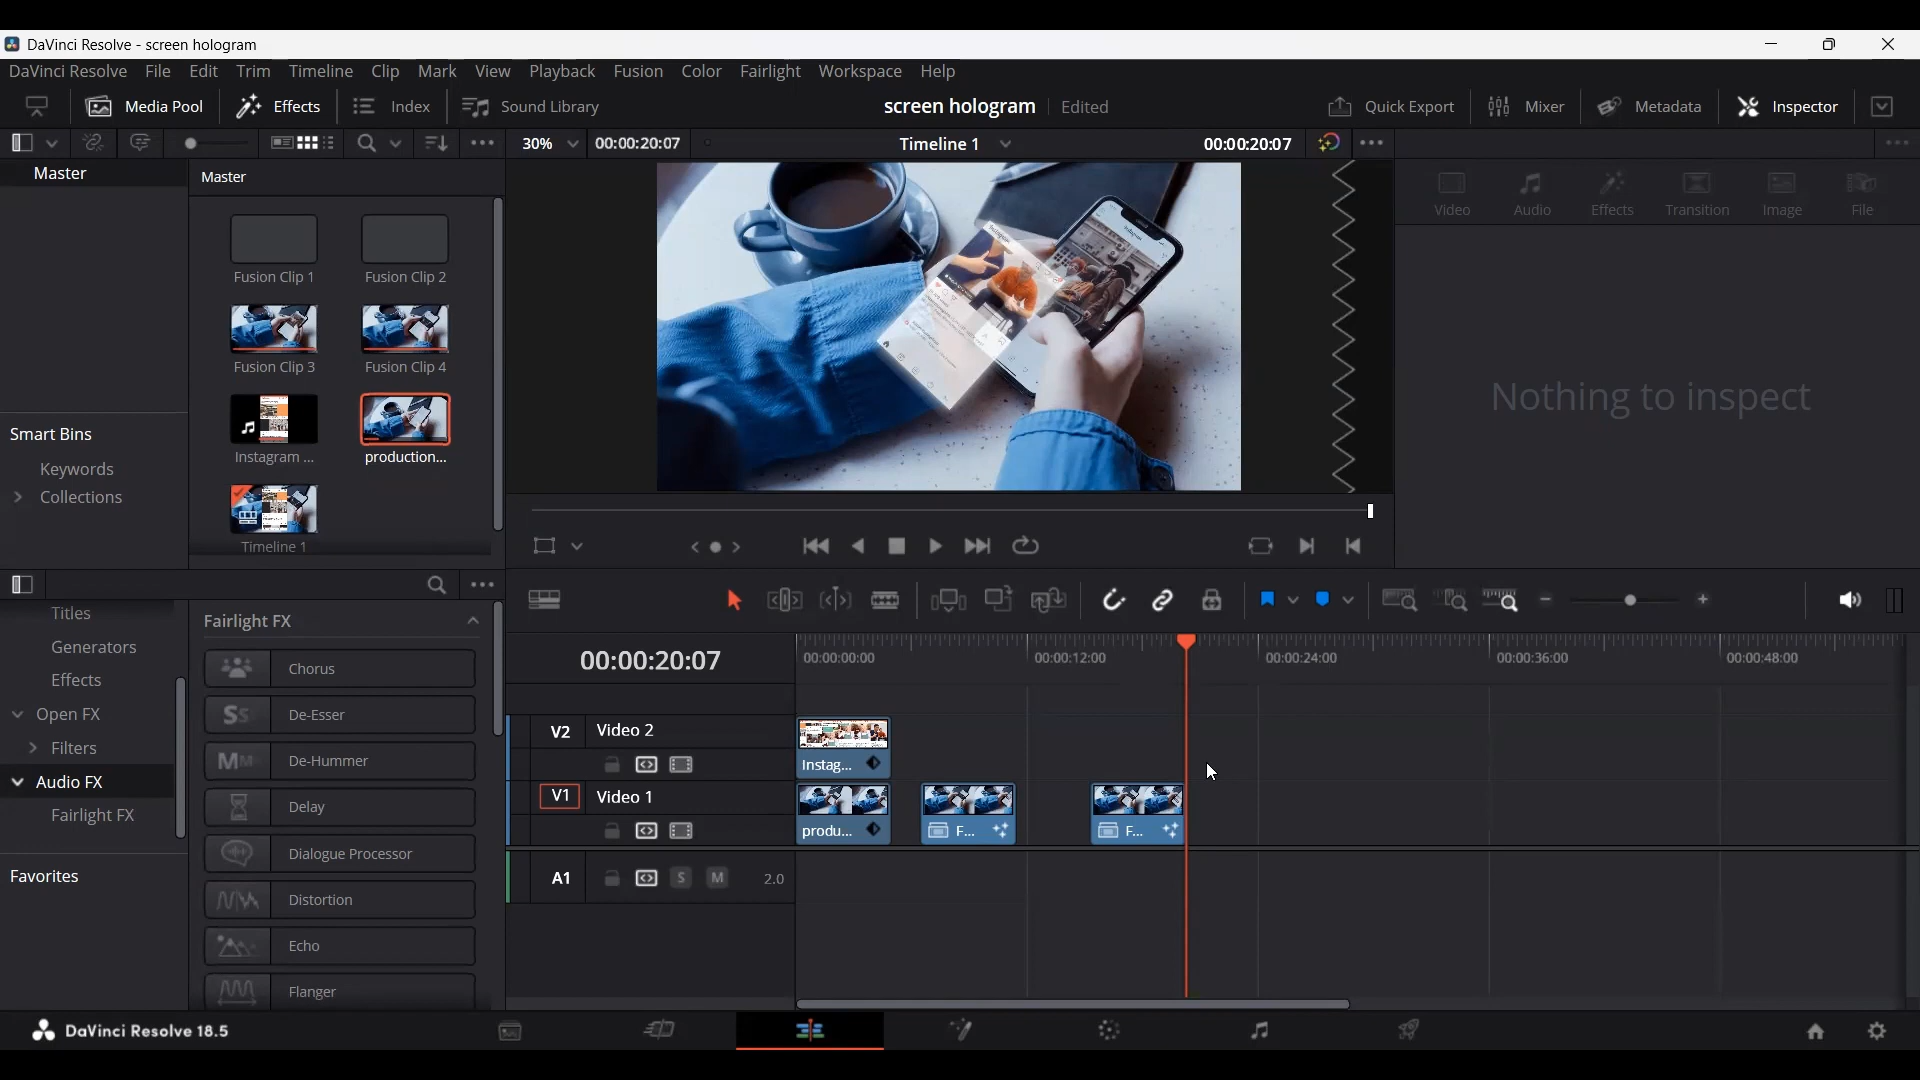 DaVinci Resolve - screen hologram
DaVinci Resolve File Edit Trim Timeline Clip Mark View Playback Fusion Color Fairlight Workspace Help
Media Pool Effects Index Sound Library screen hologram Edited Quick Export Mixer Metadata Inspector
30% 00:00:20:07 Timeline 1 00:00:20:07
Master Master
Video Audio Effects Transition Image File
Fusion Clip 1 Fusion Clip 2
Fusion Clip 3 Fusion Clip 4
Nothing to inspect
Smart Bins
Instagram ... production...
Keywords
Collections
Timeline 1
Titles
Generators
Effects
Open FX
Filters
Audio FX
Fairlight FX
Favorites
Fairlight FX
Chorus
De-Esser
De-Hummer
Delay
Dialogue Processor
Distortion
Echo
Flanger
00:00:20:07 00:00:00:00 00:00:12:00 00:00:24:00 00:00:36:00 00:00:48:00
V2 Video 2
Instag...
V1 Video 1
produ... F... F...
A1 S M 2.0
DaVinci Resolve 18.5